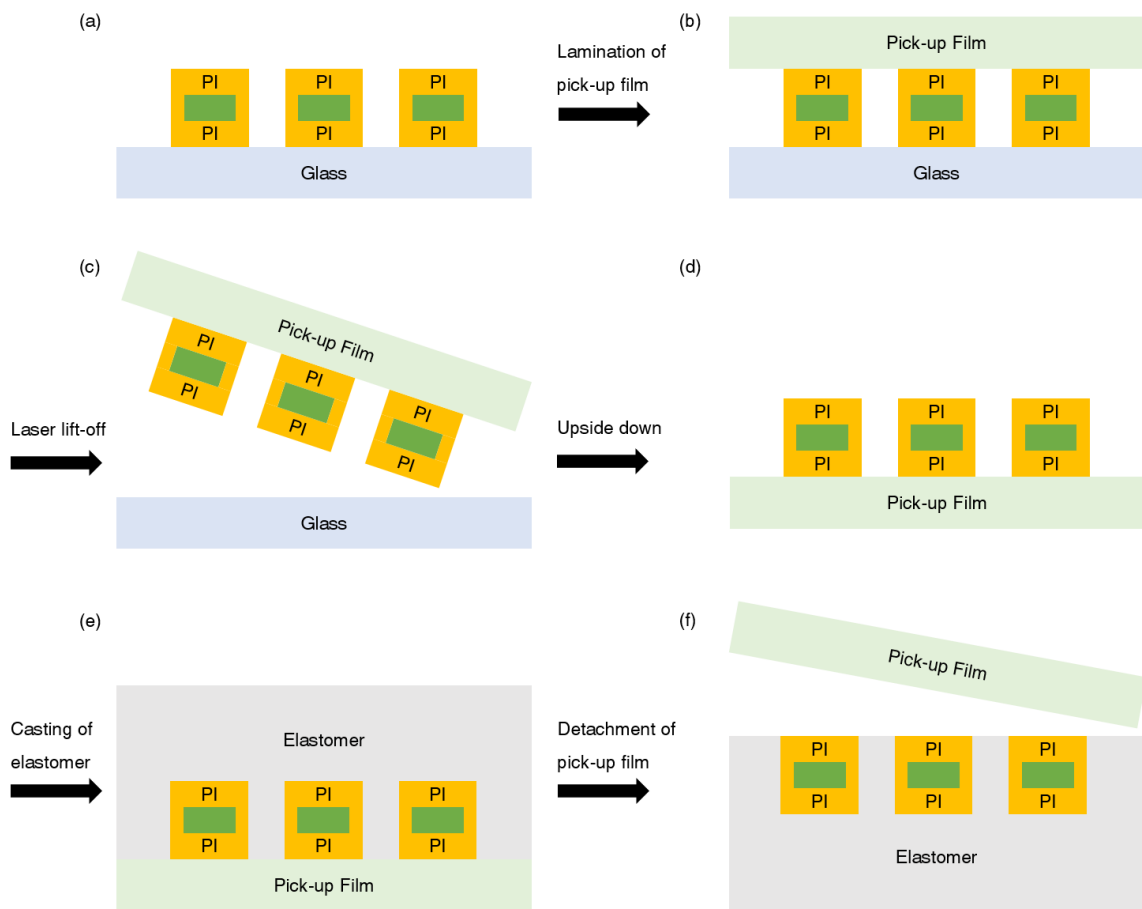 (a)
PI
PI
PI
PI
PI
PI
Glass
Lamination of
pick-up film
(b)
Pick-up Film
PI
PI
PI
PI
PI
PI
Glass
Laser lift-off
(c)
Pick-up Film
PI
PI
PI
PI
PI
PI
Glass
Upside down
(d)
PI
PI
PI
PI
PI
PI
Pick-up Film
Casting of
elastomer
(e)
Elastomer
PI
PI
PI
PI
PI
PI
Pick-up Film
Detachment of
pick-up film
(f)
Pick-up Film
PI
PI
PI
PI
PI
PI
Elastomer